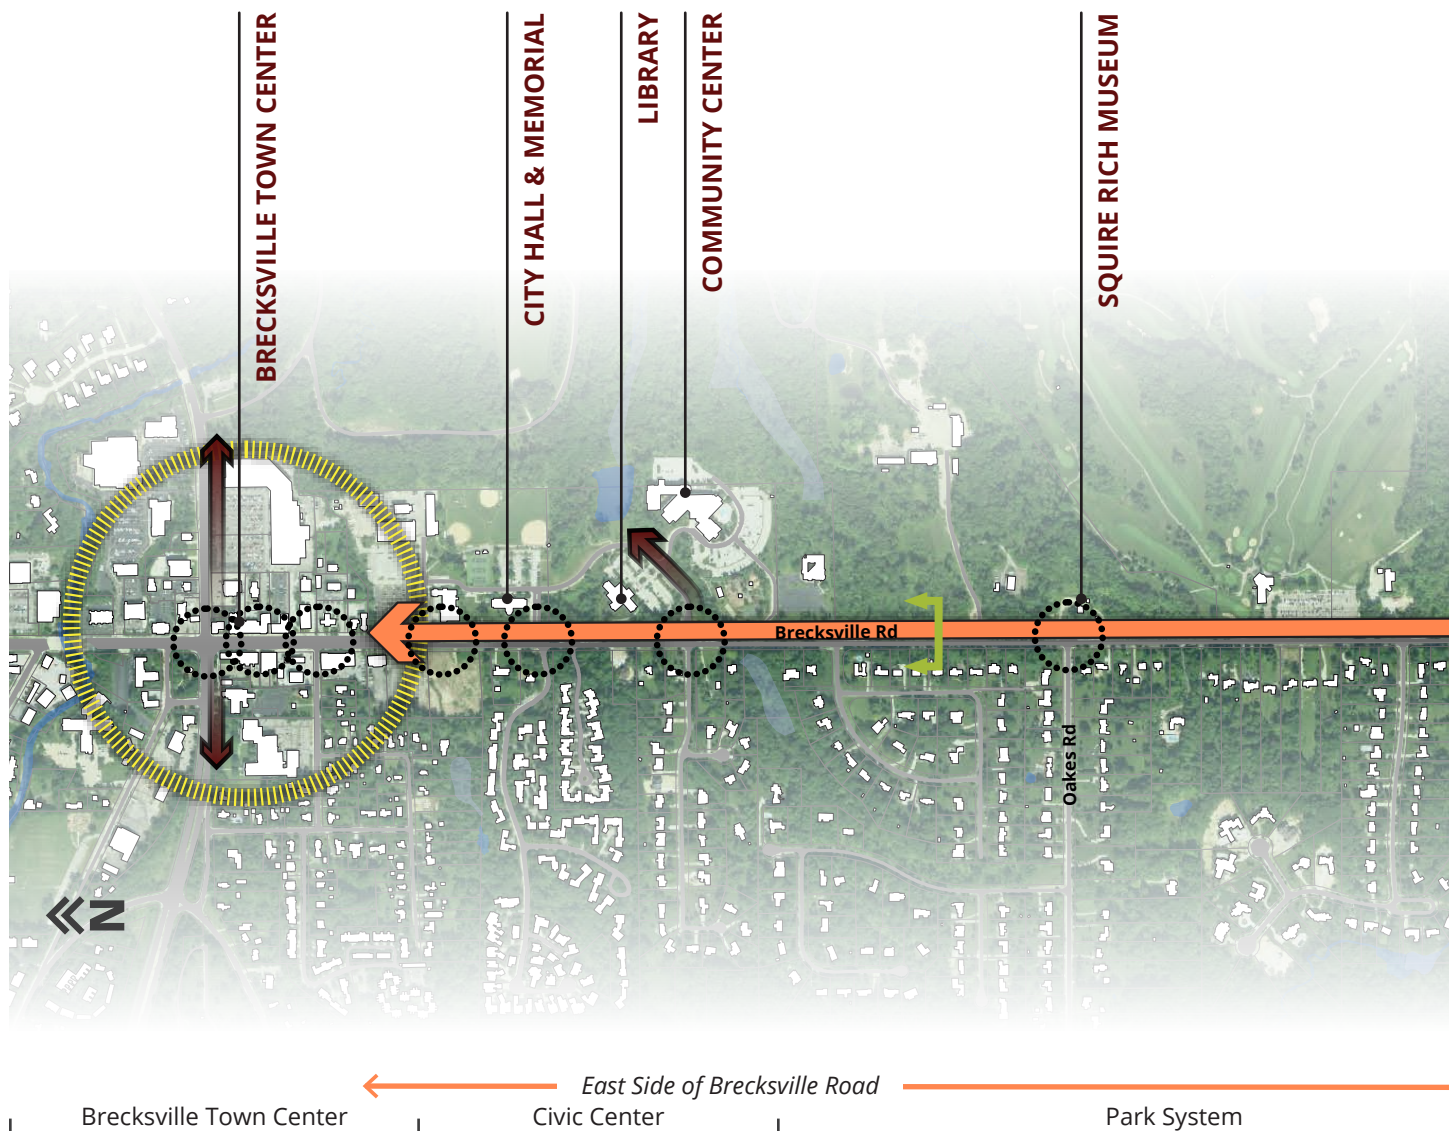 BRECKSVILLE TOWN CENTER
CITY HALL & MEMORIAL
LIBRARY
COMMUNITY CENTER
SQUIRE RICH MUSEUM
Brecksville Rd
Oakes Rd
N
East Side of Brecksville Road
Brecksville Town Center
Civic Center
Park System